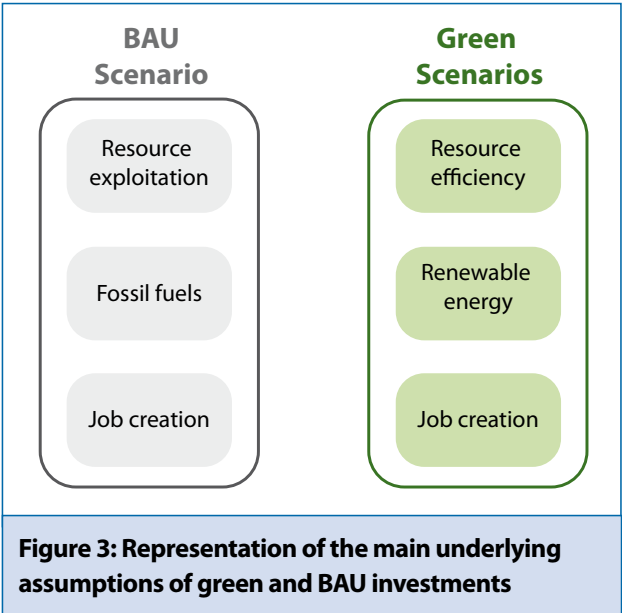 BAU
Scenario
Resource
exploitation
Fossil fuels
Job creation
Green
Scenarios
Resource
efficiency
Renewable
energy
Job creation
Figure 3: Representation of the main underlying
assumptions of green and BAU investments